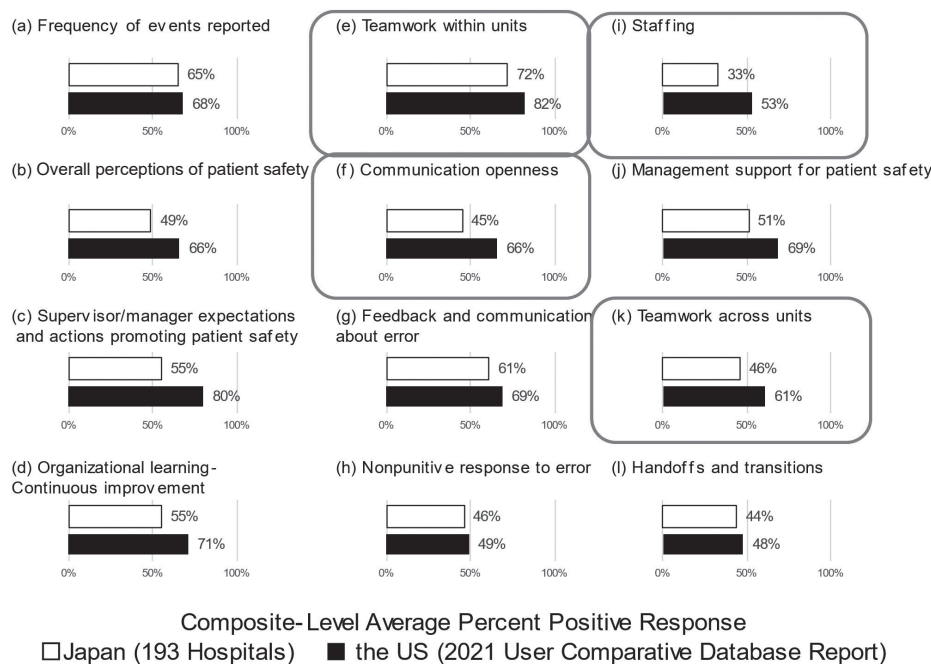 (a) Frequency of events reported
65%
68%
0% 50% 100%
(b) Overall perceptions of patient safety
49%
66%
0% 50% 100%
(c) Supervisor/manager expectations
and actions promoting patient safety
55%
80%
0% 50% 100%
(d) Organizational learning-
Continuous improvement
55%
71%
0% 50% 100%
(e) Teamwork within units
72%
82%
0% 50% 100%
(f) Communication openness
45%
66%
0% 50% 100%
(g) Feedback and communication
about error
61%
69%
0% 50% 100%
(h) Nonpunitive response to error
46%
49%
0% 50% 100%
(i) Staffing
33%
53%
0% 50% 100%
(j) Management support for patient safety
51%
69%
0% 50% 100%
(k) Teamwork across units
46%
61%
0% 50% 100%
(l) Handoffs and transitions
44%
48%
0% 50% 100%
Composite-Level Average Percent Positive Response
Japan (193 Hospitals) the US (2021 User Comparative Database Report)